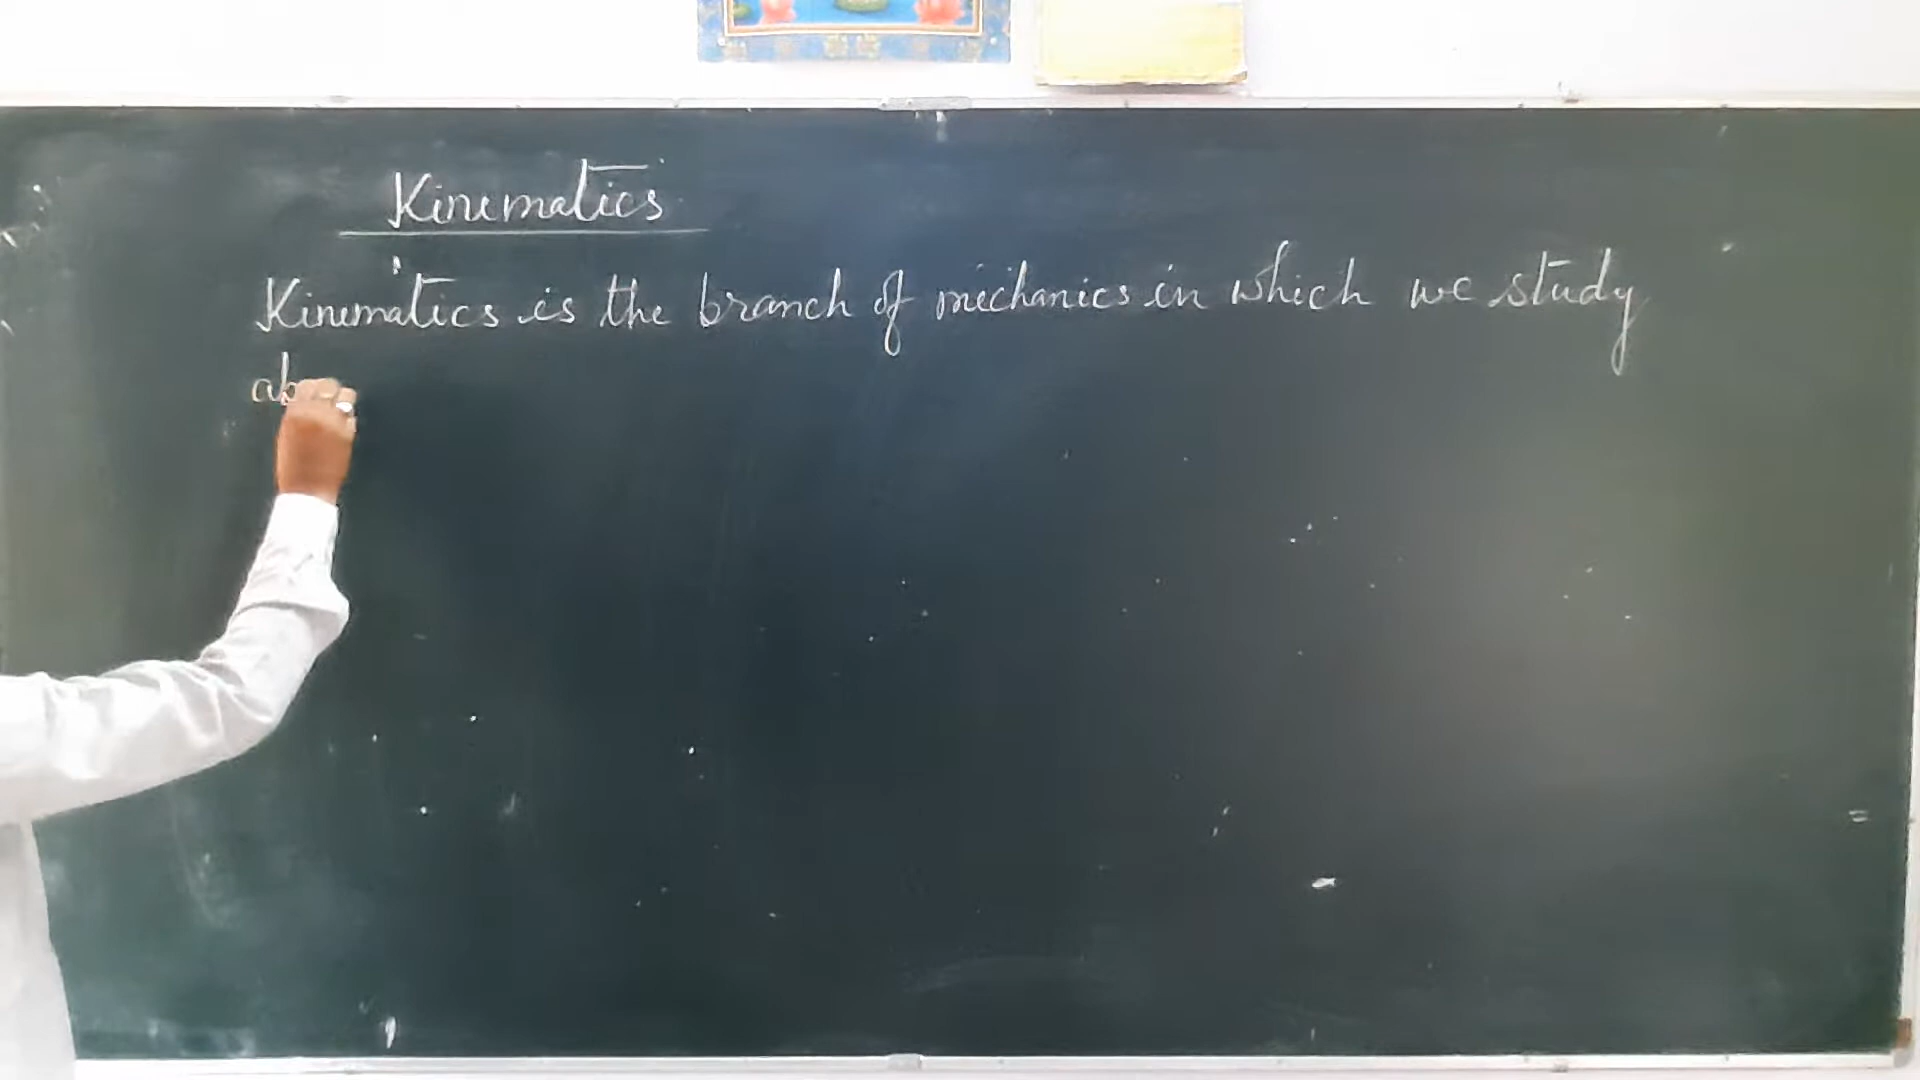 Kinematics
Kinematics is the branch of mechanics in which we study